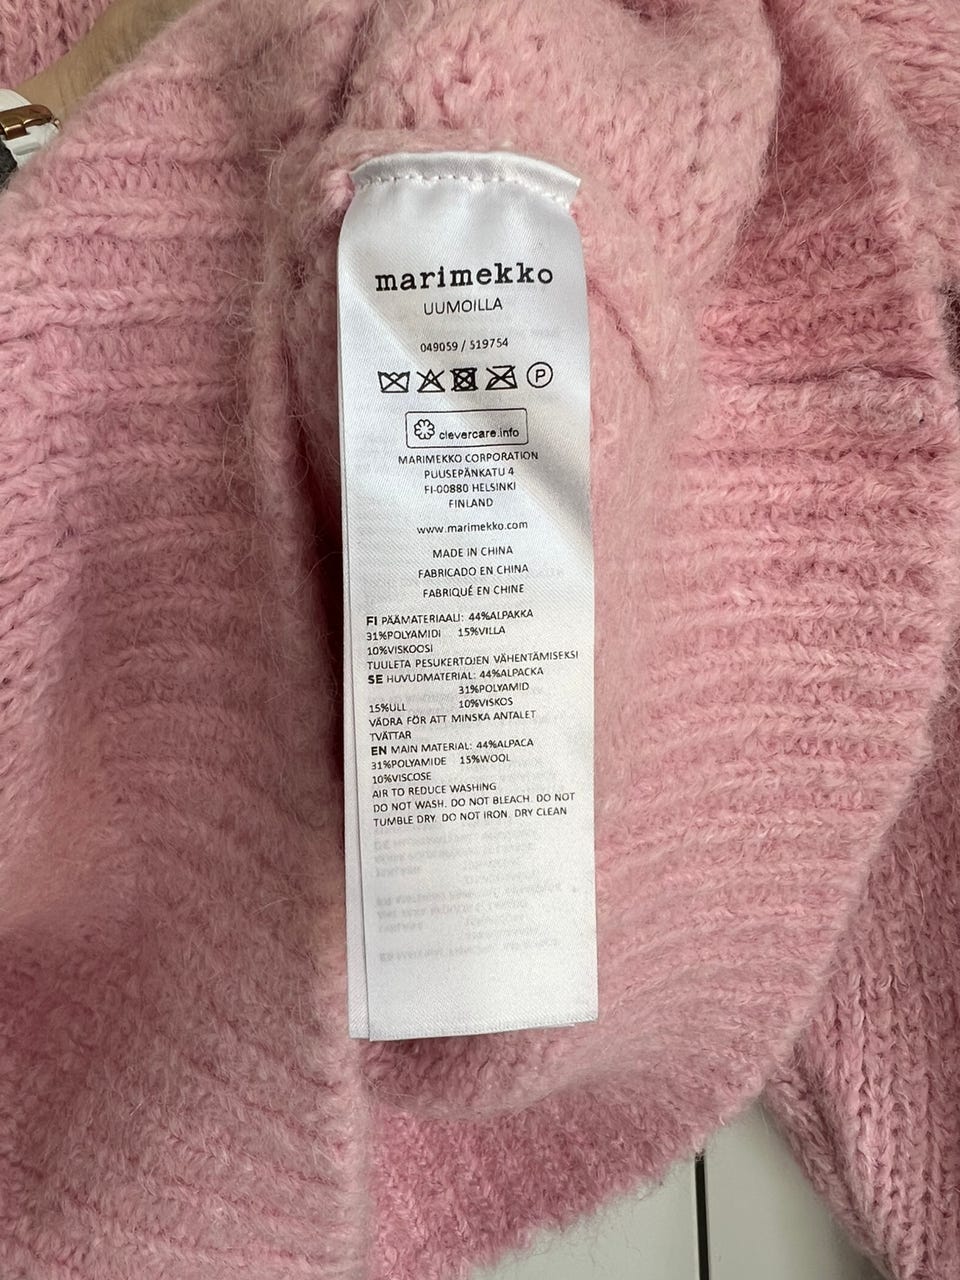 marimekko
UUMOILLA
049059 / 519754
P
clevercare.info
MARIMEKKO CORPORATION
PUUSEPÄNKATU 4
FI-00880 HELSINKI
FINLAND
www.marimekko.com
MADE IN CHINA
FABRICADO EN CHINA
FABRIQUÉ EN CHINE
FI PÄÄMATERIAALI: 44%ALPAKKA
31%POLYAMIDI 15%VILLA
10%VISKOOSI
TUULETA PESUKERTOJEN VÄHENTÄMISEKSI
SE HUVUDMATERIAL: 44%ALPACKA
31%POLYAMID
15%ULL 10%VISKOS
VÄDRA FÖR ATT MINSKA ANTALET
TVÄTTAR
EN MAIN MATERIAL: 44%ALPACA
31%POLYAMIDE 15%WOOL
10%VISCOSE
AIR TO REDUCE WASHING
DO NOT WASH. DO NOT BLEACH. DO NOT
TUMBLE DRY. DO NOT IRON. DRY CLEAN